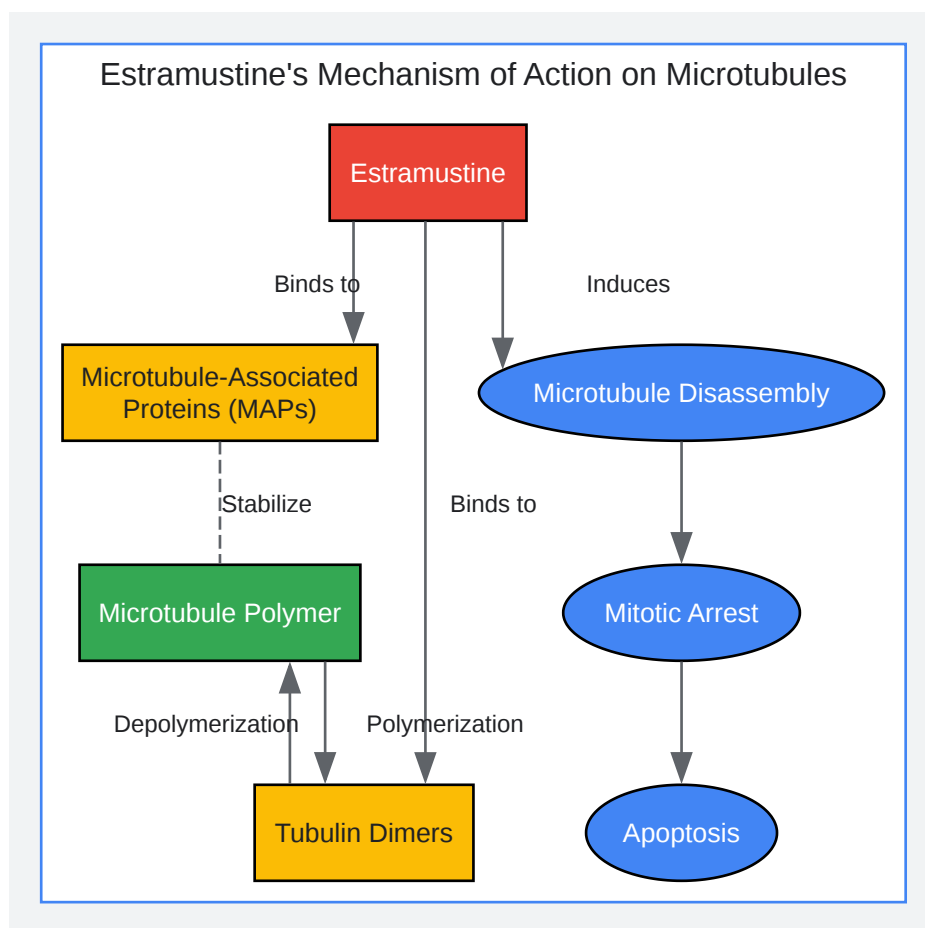 Estramustine's Mechanism of Action on Microtubules
Estramustine
Binds to
Induces
Microtubule-Associated
Proteins (MAPs)
Microtubule Disassembly
Stabilize
Binds to
Microtubule Polymer
Mitotic Arrest
Depolymerization
Polymerization
Tubulin Dimers
Apoptosis